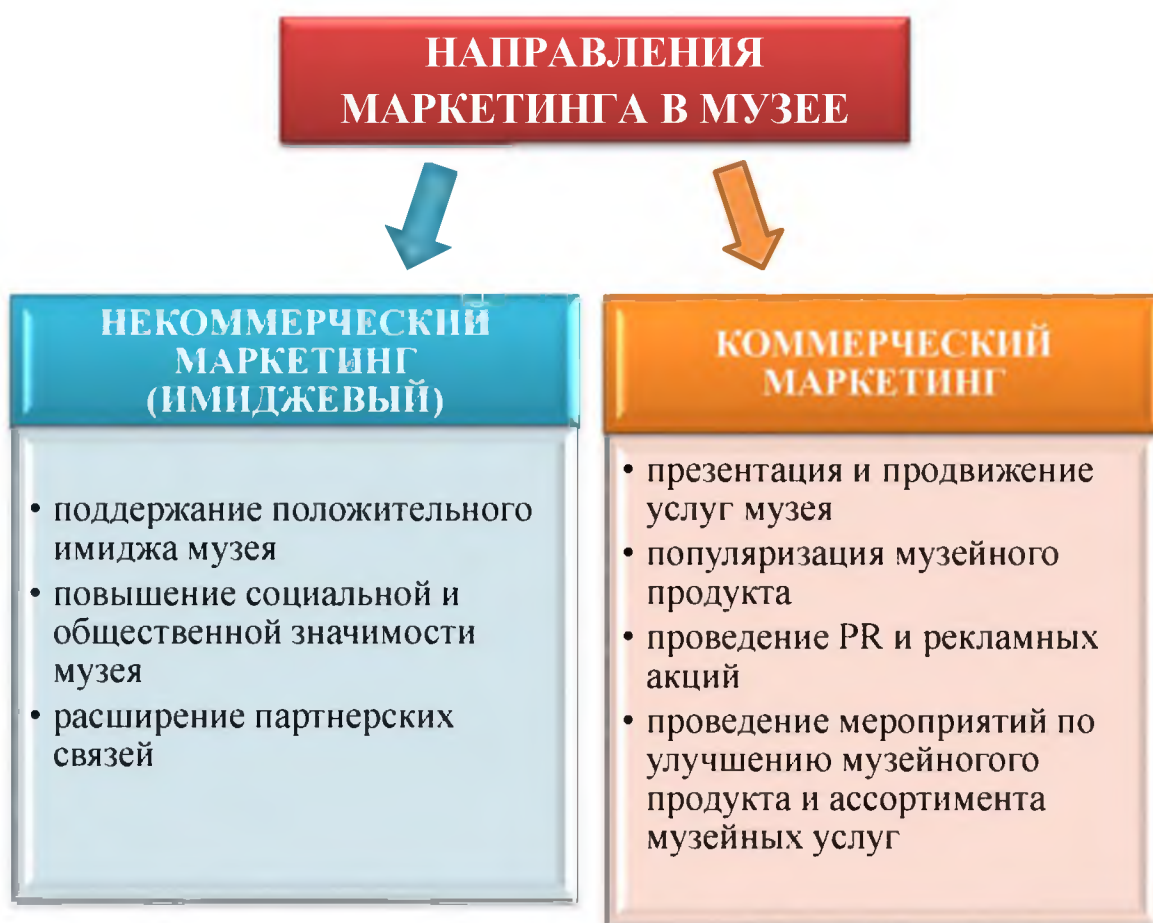 НАПРАВЛЕНИЯ
МАРКЕТИНГА В МУЗЕЕ
НЕКОММЕРЧЕСКИЙ
МАРКЕТИНГ
(ИМИДЖЕВЫЙ)
• поддержание положительного
имиджа музея
• повышение социальной и
общественной значимости
музея
• расширение партнерских
связей
КОММЕРЧЕСКИЙ
МАРКЕТИНГ
• презентация и продвижение
услуг музея
• популяризация музейного
продукта
• проведение PR и рекламных
акций
• проведение мероприятий по
улучшению музейного
продукта и ассортимента
музейных услуг